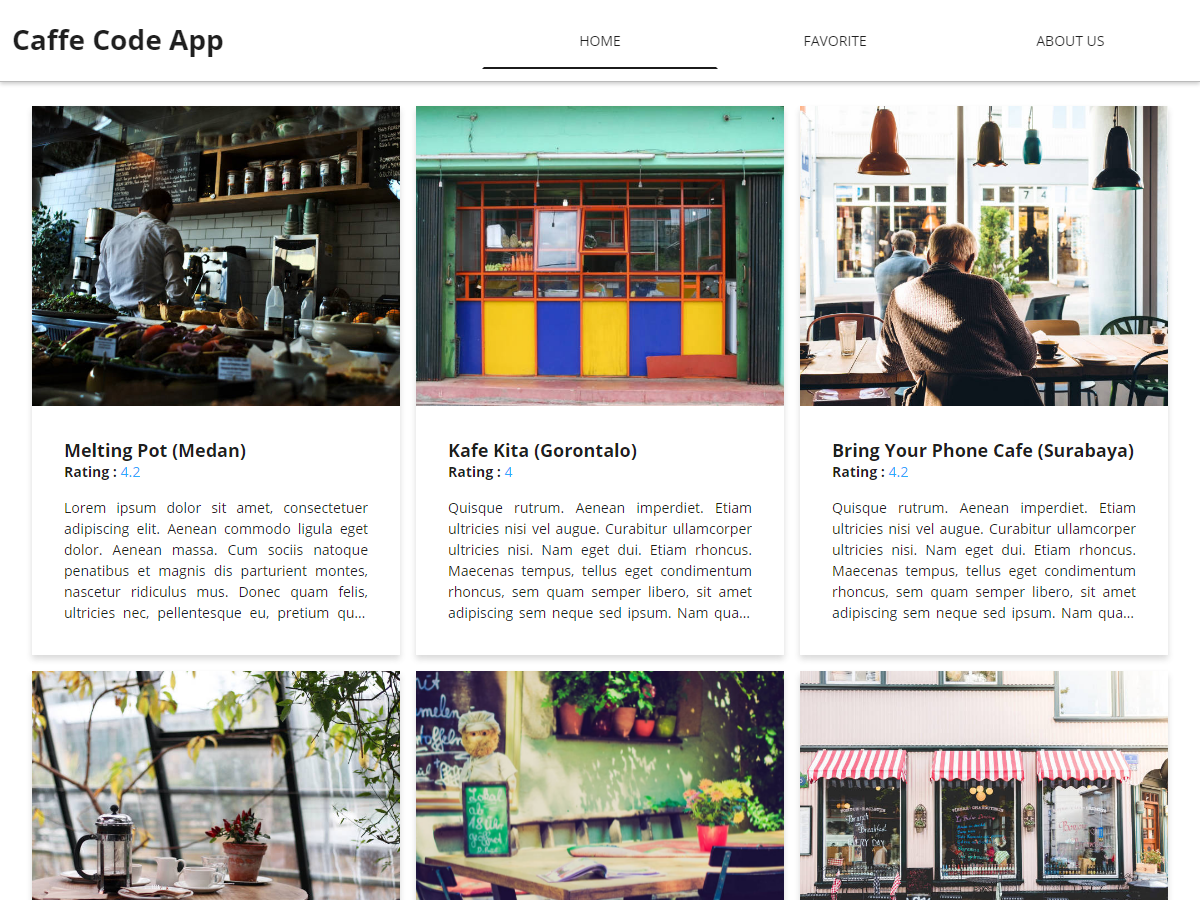 Caffe Code App
HOME
FAVORITE
ABOUT US
Melting Pot (Medan)
Rating : 4.2
Lorem ipsum dolor sit amet, consectetuer
adipiscing elit. Aenean commodo ligula eget
dolor. Aenean massa. Cum sociis natoque
penatibus et magnis dis parturient montes,
nascetur ridiculus mus. Donec quam felis,
ultricies nec, pellentesque eu, pretium qu...
Kafe Kita (Gorontalo)
Rating : 4
Quisque rutrum. Aenean imperdiet. Etiam
ultricies nisi vel augue. Curabitur ullamcorper
ultricies nisi. Nam eget dui. Etiam rhoncus.
Maecenas tempus, tellus eget condimentum
rhoncus, sem quam semper libero, sit amet
adipiscing sem neque sed ipsum. Nam qua...
Bring Your Phone Cafe (Surabaya)
Rating : 4.2
Quisque rutrum. Aenean imperdiet. Etiam
ultricies nisi vel augue. Curabitur ullamcorper
ultricies nisi. Nam eget dui. Etiam rhoncus.
Maecenas tempus, tellus eget condimentum
rhoncus, sem quam semper libero, sit amet
adipiscing sem neque sed ipsum. Nam qua...